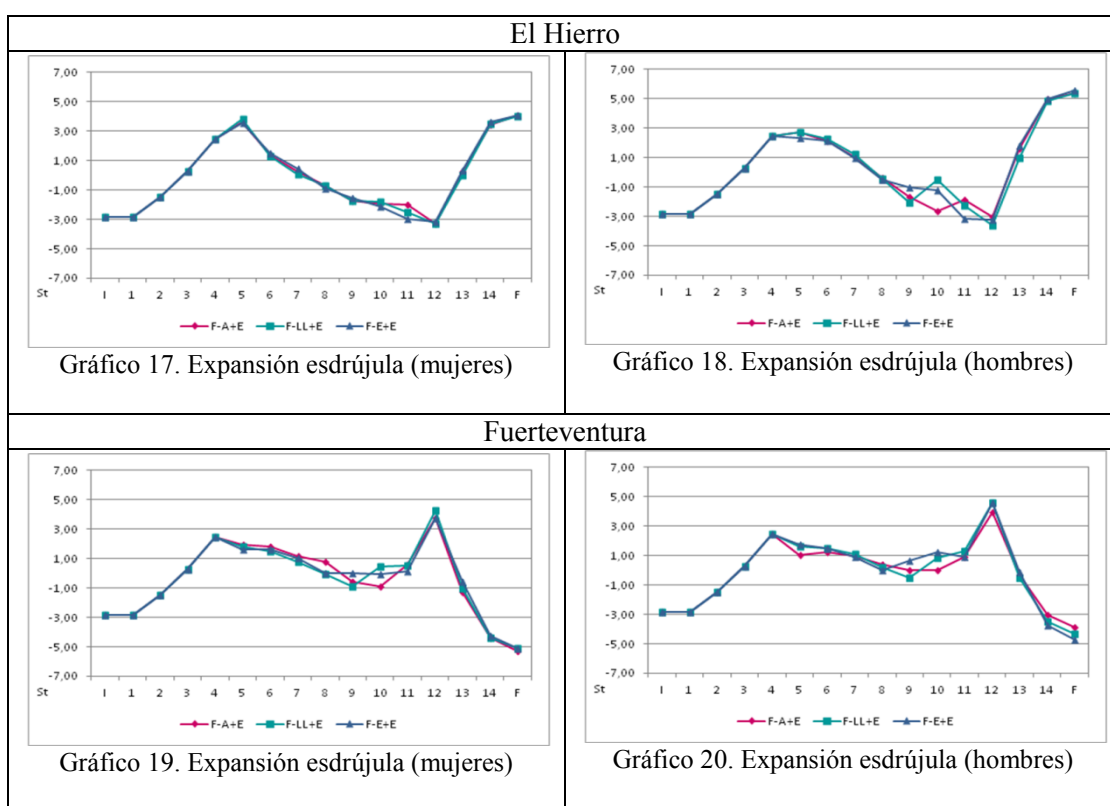 El Hierro
7,00
5,00
3,00
1,00
-1,00
-3,00
-5,00
-7,00
St I 1 2 3 4 5 6 7 8 9 10 11 12 13 14 F
F-A+E F-LL+E F-E+E
Gráfico 17. Expansión esdrújula (mujeres)
7,00
5,00
3,00
1,00
-1,00
-3,00
-5,00
-7,00
St I 1 2 3 4 5 6 7 8 9 10 11 12 13 14 F
F-A+E F-LL+E F-E+E
Gráfico 18. Expansión esdrújula (hombres)
Fuerteventura
7,00
5,00
3,00
1,00
-1,00
-3,00
-5,00
-7,00
St I 1 2 3 4 5 6 7 8 9 10 11 12 13 14 F
F-A+E F-LL+E F-E+E
Gráfico 19. Expansión esdrújula (mujeres)
7,00
5,00
3,00
1,00
-1,00
-3,00
-5,00
-7,00
St I 1 2 3 4 5 6 7 8 9 10 11 12 13 14 F
F-A+E F-LL+E F-E+E
Gráfico 20. Expansión esdrújula (hombres)